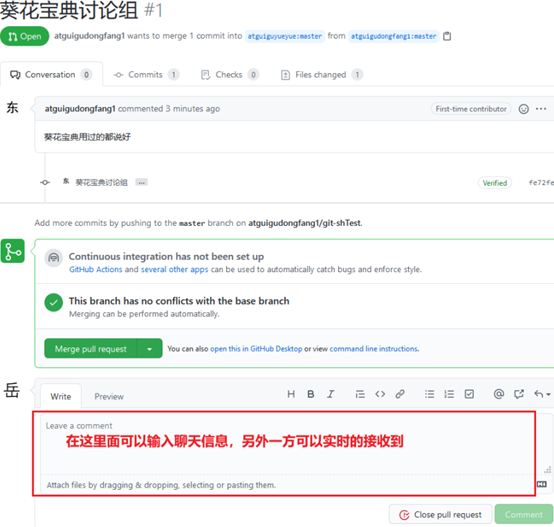 葵花宝典讨论组 #1
Open atguigudongfang1 wants to merge 1 commit into atguiguyueyue:master from atguigudongfang1:master
Conversation 0 Commits 1 Checks 0 Files changed 1
东
atguigudongfang1 commented 3 minutes ago First-time contributor
葵花宝典用过的都说好
东 葵花宝典讨论组 … Verified fe72fe
Add more commits by pushing to the master branch on atguigudongfang1/git-shTest.
Continuous integration has not been set up
GitHub Actions and several other apps can be used to automatically catch bugs and enforce style.
This branch has no conflicts with the base branch
Merging can be performed automatically.
Merge pull request You can also open this in GitHub Desktop or view command line instructions.
岳
Write Preview H B I
Leave a comment
在这里面可以输入聊天信息，另外一方可以实时的接收到
Attach files by dragging & dropping, selecting or pasting them.
Close pull request Comment